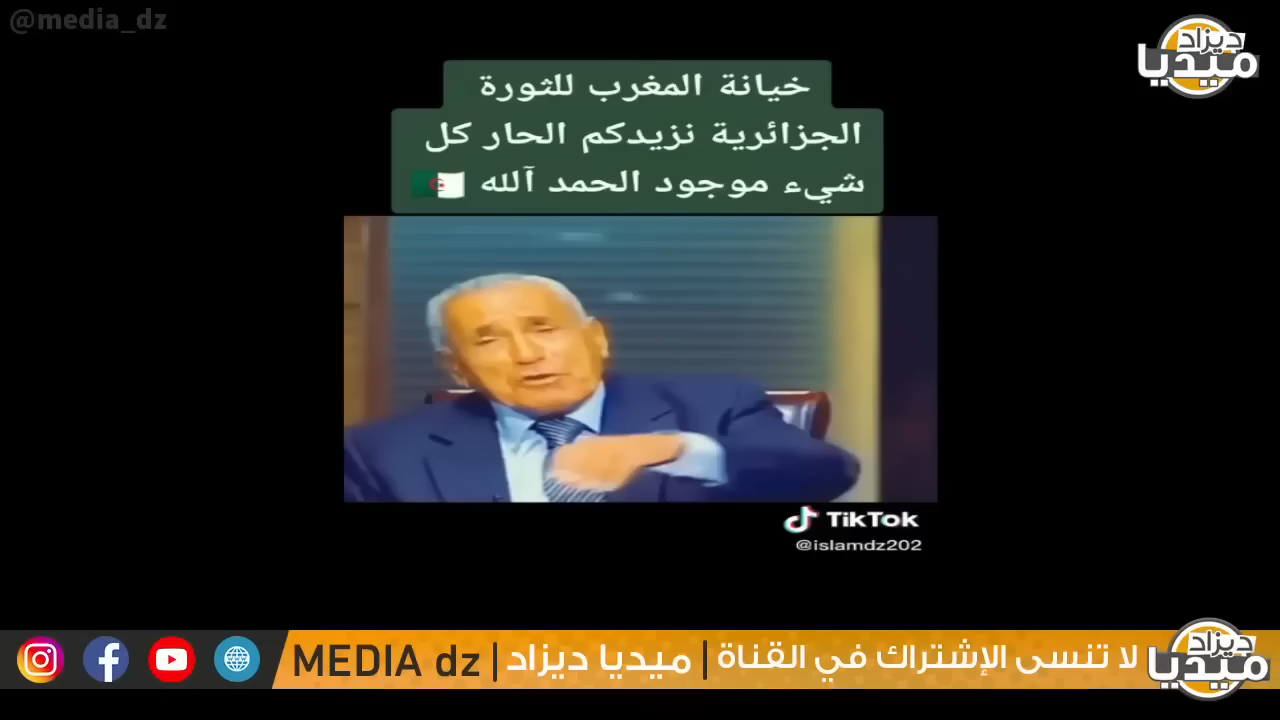 @media_dz
ديزاد
ميديا
خيانة المغرب للثورة
الجزائرية نزيدكم الحار كل
شيء موجود الحمد آلله
TikTok
@islamdz202
لا تنسى الإشتراك في القناة | ميديا ديزاد | MEDIA dz
ديزاد
ميديا